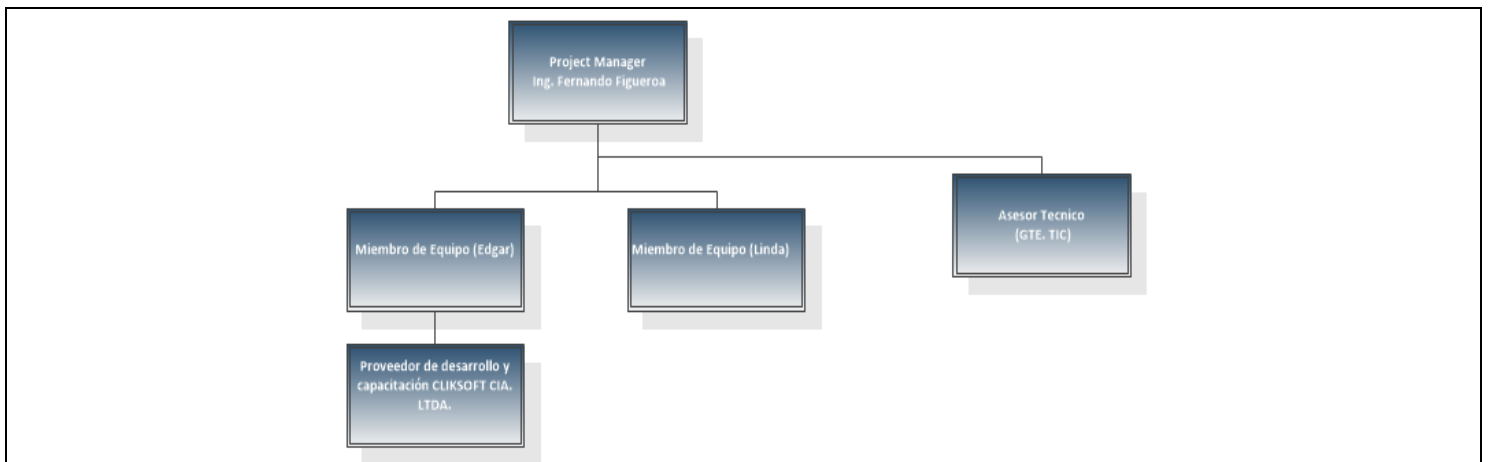 Project Manager
Ing. Fernando Figueroa
Asesor Tecnico
(GTE. TIC)
Miembro de Equipo (Edgar)
Miembro de Equipo (Linda)
Proveedor de desarrollo y
capacitación CLIKSOFT CIA.
LTDA.